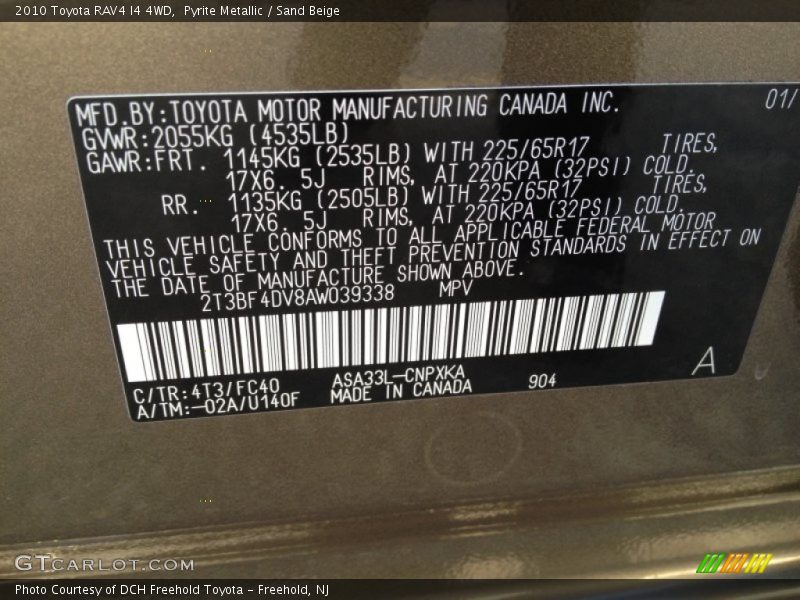 2010 Toyota RAV4 I4 4WD,  Pyrite Metallic / Sand Beige
MFD.BY:TOYOTA MOTOR MANUFACTURING CANADA INC. 01/
GVWR:2055KG (4535LB)
GAWR:FRT. 1145KG (2535LB) WITH 225/65R17 TIRES,
17X6. 5J RIMS, AT 220KPA (32PSI) COLD.
RR. 1135KG (2505LB) WITH 225/65R17 TIRES,
17X6. 5J RIMS, AT 220KPA (32PSI) COLD.
THIS VEHICLE CONFORMS TO ALL APPLICABLE FEDERAL MOTOR
VEHICLE SAFETY AND THEFT PREVENTION STANDARDS IN EFFECT ON
THE DATE OF MANUFACTURE SHOWN ABOVE.
2T3BF4DV8AW039338 MPV
C/TR:4T3/FC40 ASA33L-CNPXKA 904 A
A/TM:-02A/U140F MADE IN CANADA
GTCARLOT.COM
Photo Courtesy of DCH Freehold Toyota - Freehold, NJ